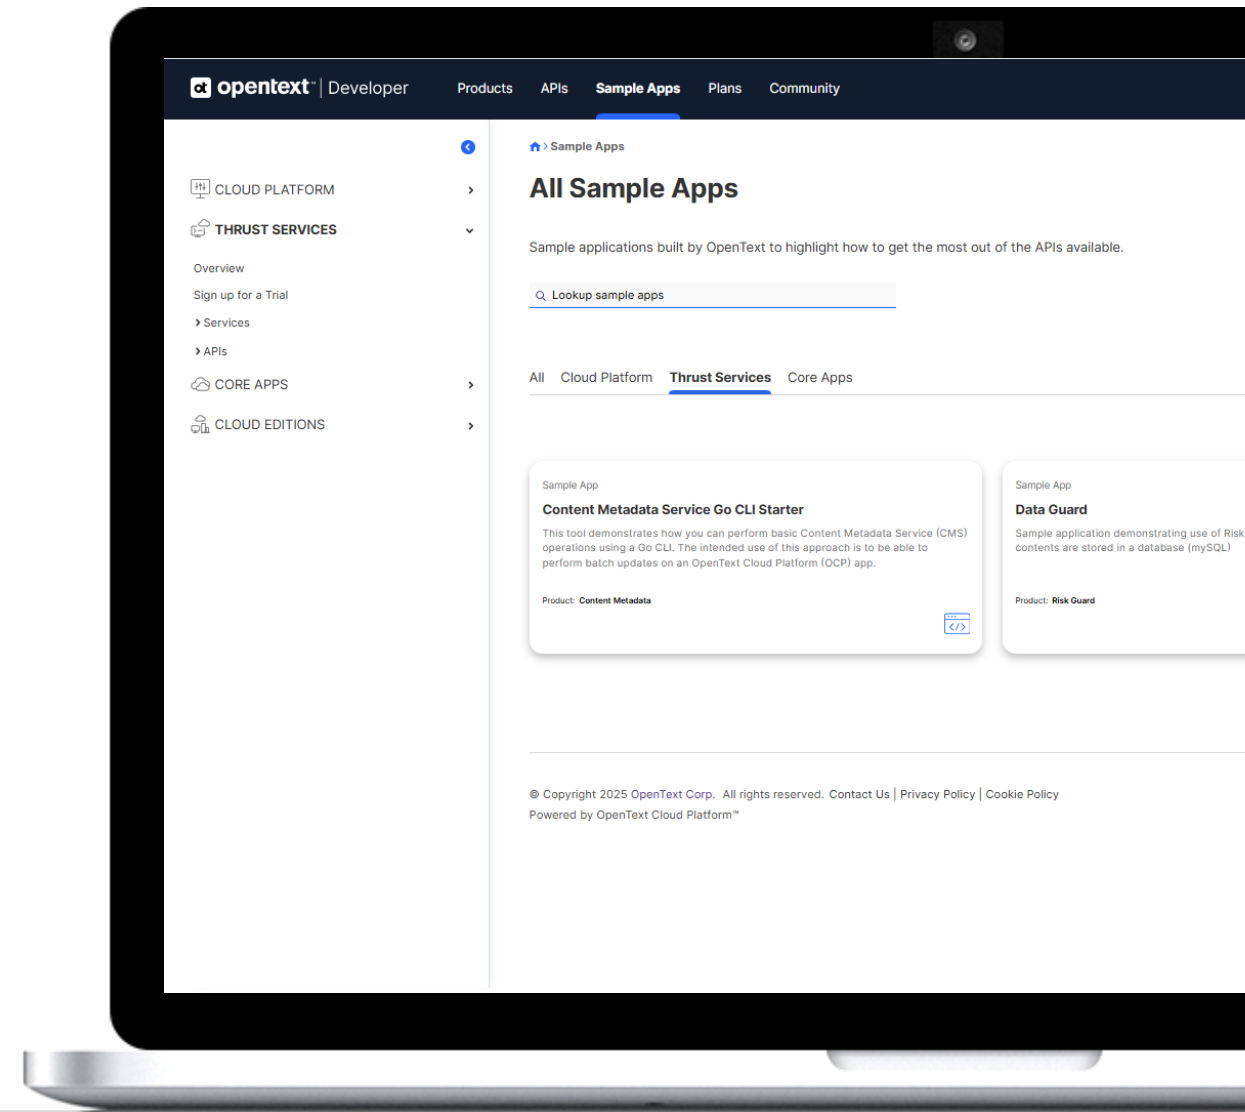 ot opentext™ | Developer
Products APIs Sample Apps Plans Community
CLOUD PLATFORM
THRUST SERVICES
Overview
Sign up for a Trial
Services
APIs
CORE APPS
CLOUD EDITIONS
Sample Apps
All Sample Apps
Sample applications built by OpenText to highlight how to get the most out of the APIs available.
Lookup sample apps
All Cloud Platform Thrust Services Core Apps
Sample App
Content Metadata Service Go CLI Starter
This tool demonstrates how you can perform basic Content Metadata Service (CMS)
operations using a Go CLI. The intended use of this approach is to be able to
perform batch updates on an OpenText Cloud Platform (OCP) app.
Product: Content Metadata
</>
Sample App
Data Guard
Sample application demonstrating use of Risk
contents are stored in a database (mySQL)
Product: Risk Guard
© Copyright 2025 OpenText Corp. All rights reserved. Contact Us | Privacy Policy | Cookie Policy
Powered by OpenText Cloud Platform™